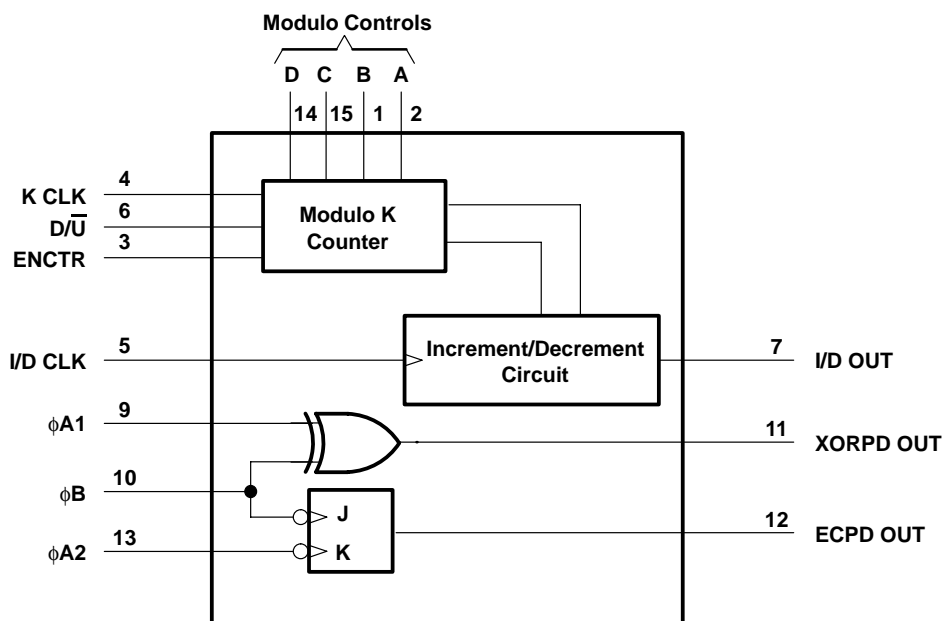 Modulo Controls
D C B A
14 15 1 2
K CLK 4
D/U̅ 6
ENCTR 3
Modulo K
Counter
I/D CLK 5
Increment/Decrement
Circuit
7 I/D OUT
ϕA1 9
11 XORPD OUT
ϕB 10
J
12 ECPD OUT
ϕA2 13
K